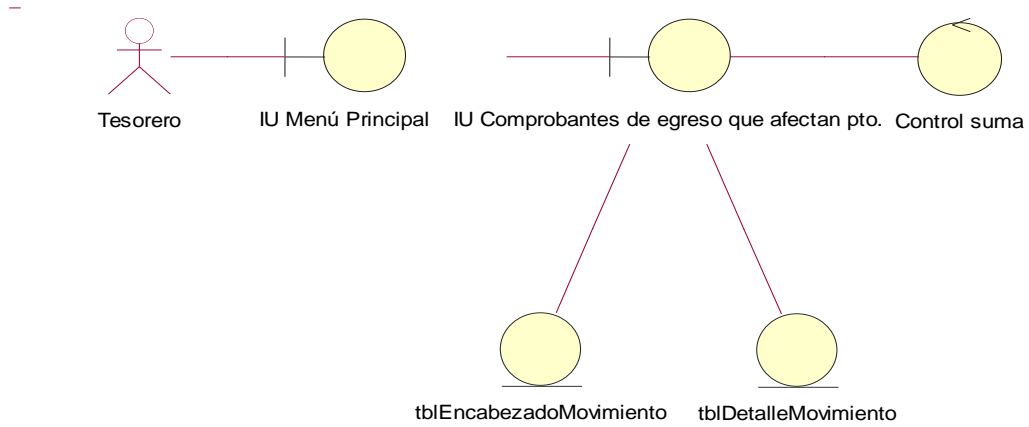 Tesorero
IU Menú Principal
IU Comprobantes de egreso que afectan pto.
Control suma
tblEncabezadoMovimiento
tblDetalleMovimiento